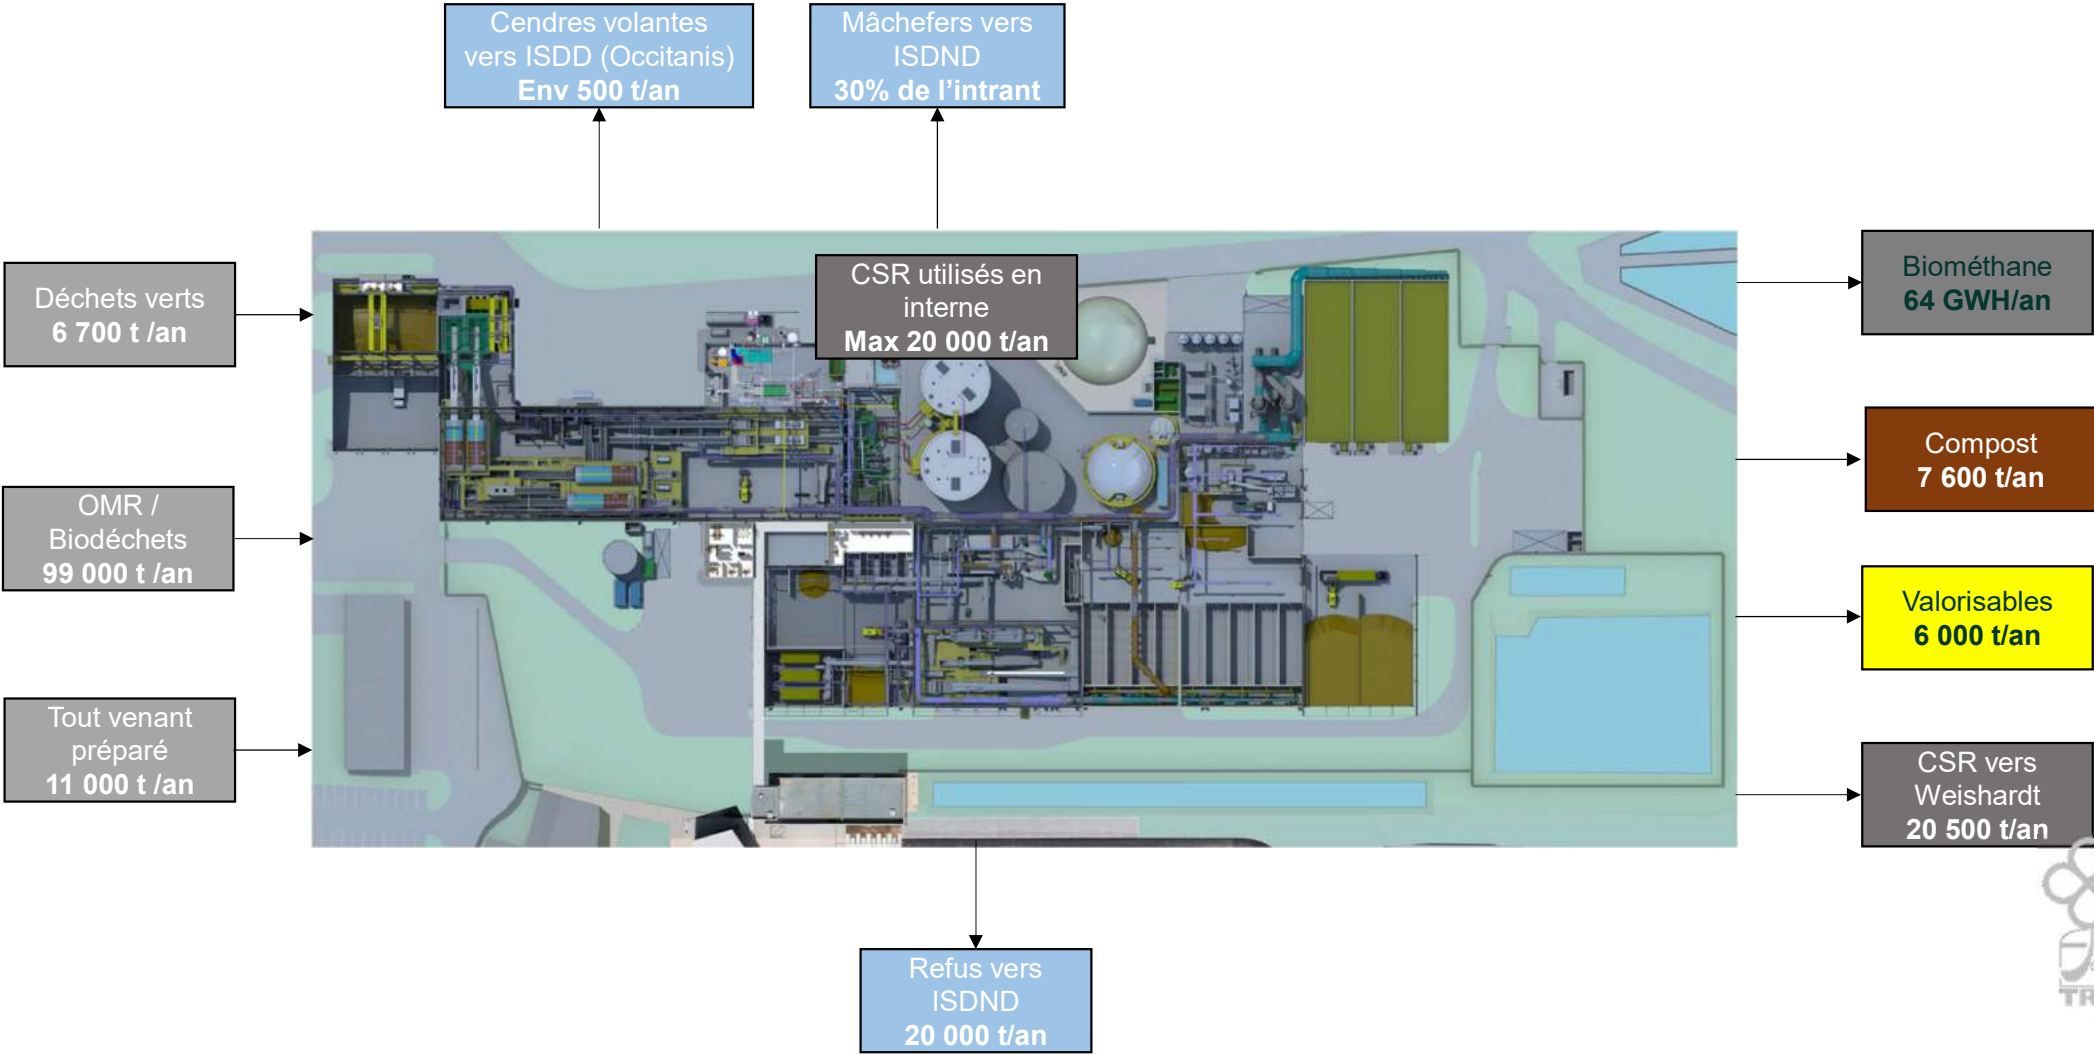 Cendres volantes
vers ISDD (Occitanis)
Env 500 t/an
Mâchefers vers
ISDND
30% de l’intrant
Déchets verts
6 700 t /an
CSR utilisés en
interne
Max 20 000 t/an
Biométhane
64 GWH/an
Compost
7 600 t/an
OMR /
Biodéchets
99 000 t /an
Valorisables
6 000 t/an
Tout venant
préparé
11 000 t /an
CSR vers
Weishardt
20 500 t/an
Refus vers
ISDND
20 000 t/an